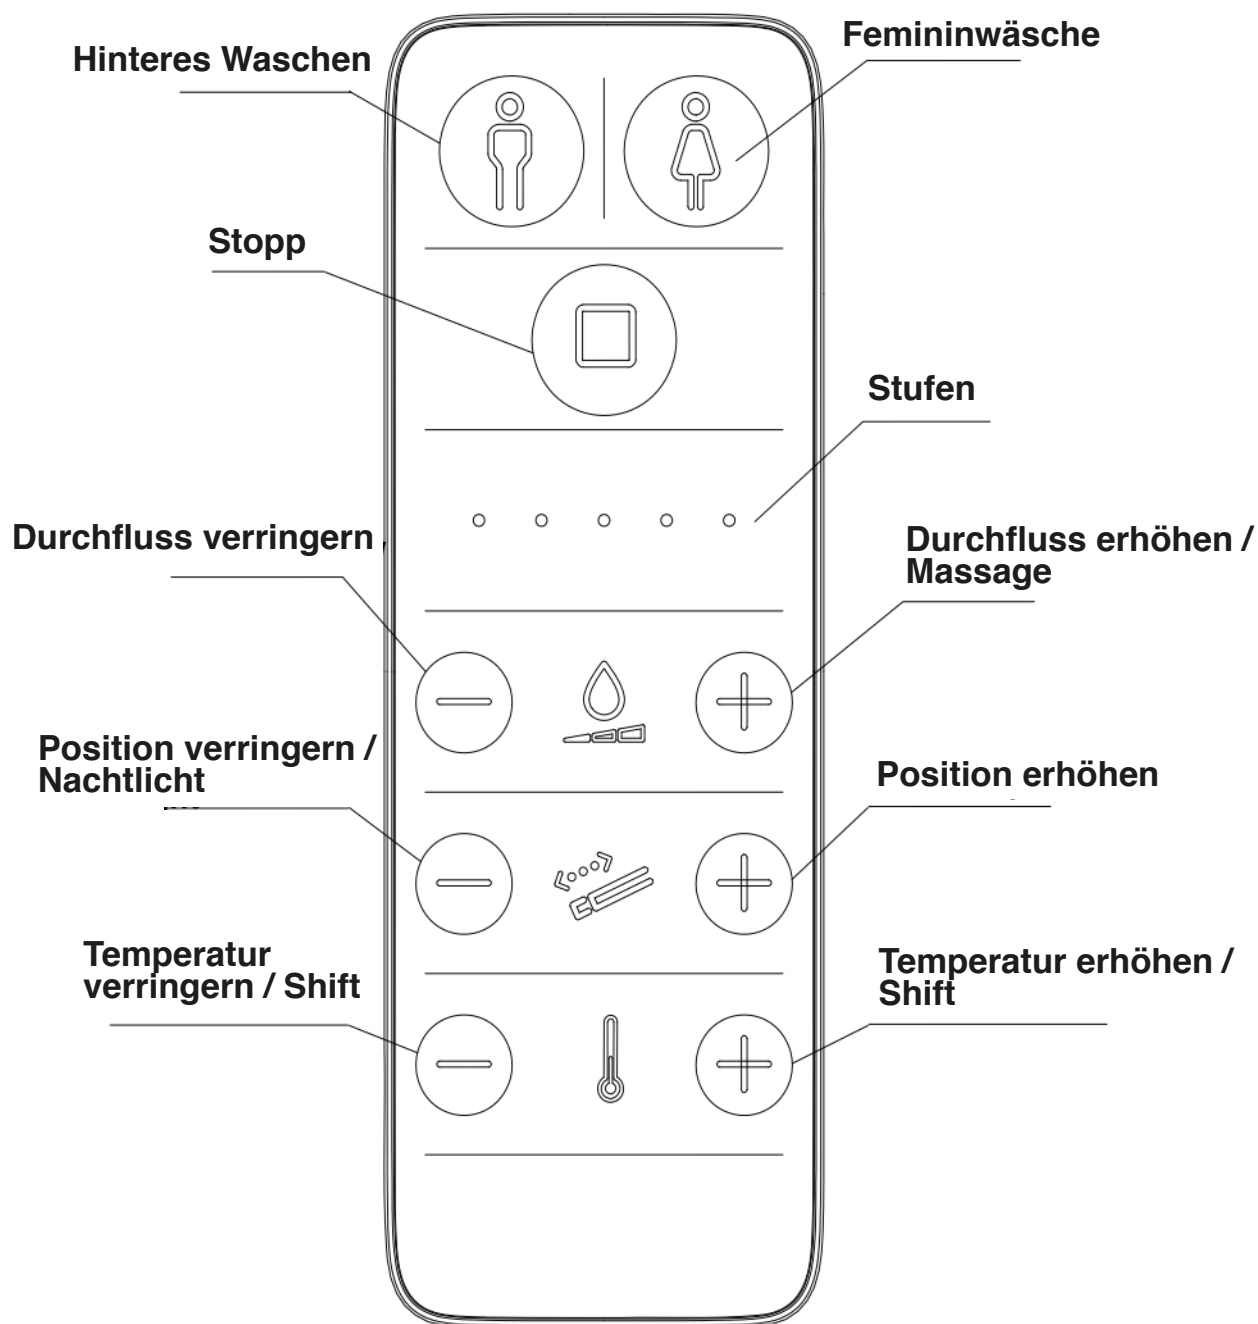 Hinteres Waschen
Femininwäsche
Stopp
Stufen
Durchfluss verringern
Durchfluss erhöhen /
Massage
Position verringern /
Nachtlicht
Position erhöhen
Temperatur
verringern / Shift
Temperatur erhöhen /
Shift